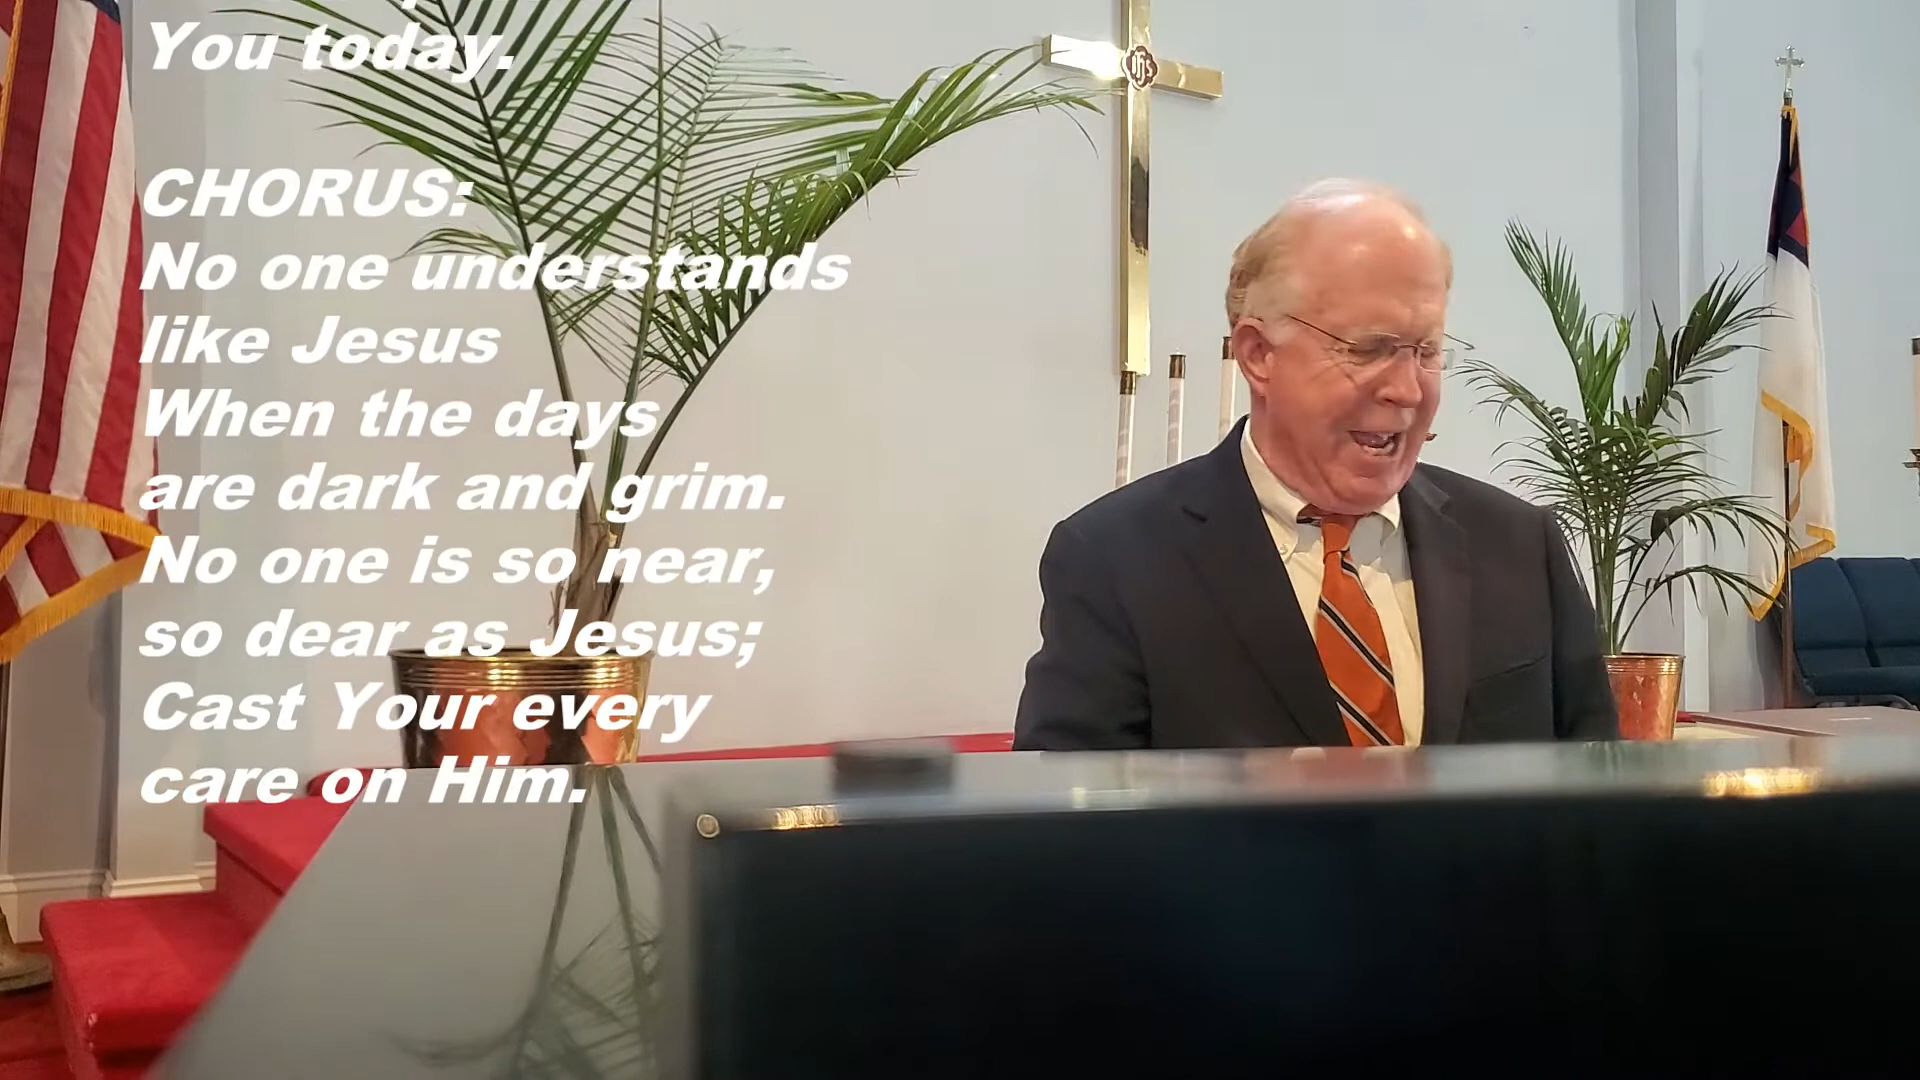 You today.
CHORUS:
No one understands
like Jesus
When the days
are dark and grim.
No one is so near,
so dear as Jesus;
Cast Your every
care on Him.
IHS